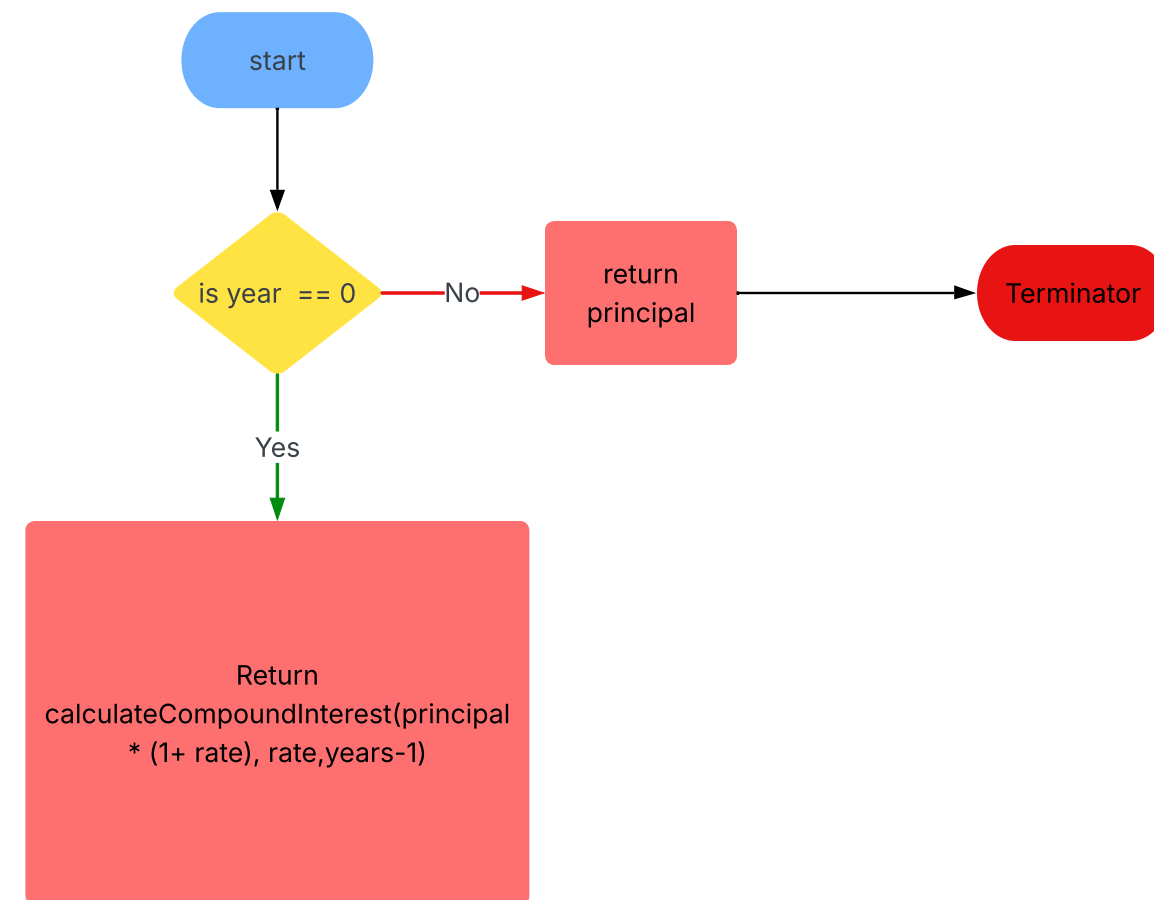 start
is year == 0
No
return
principal
Terminator
Yes
Return
calculateCompoundInterest(principal
* (1+ rate), rate,years-1)